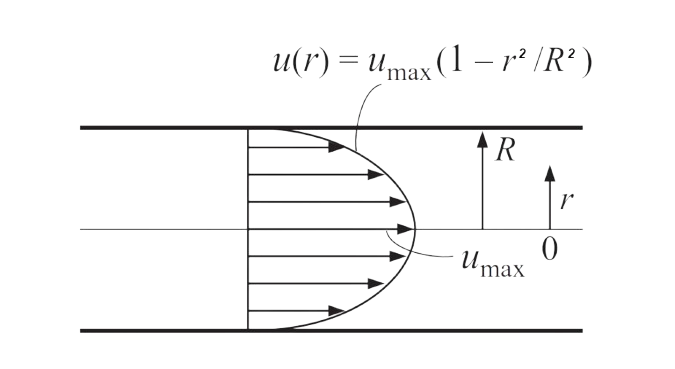 u(r) = u_max(1 − r²/R²)
R
r
0
u_max